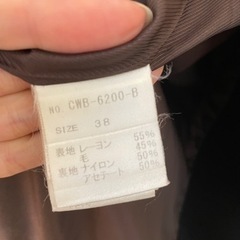 NO. CWB-6200-B
SIZE 38
表地 レーヨン 55%
毛 45%
表地 ナイロン 50%
アセテート 50%